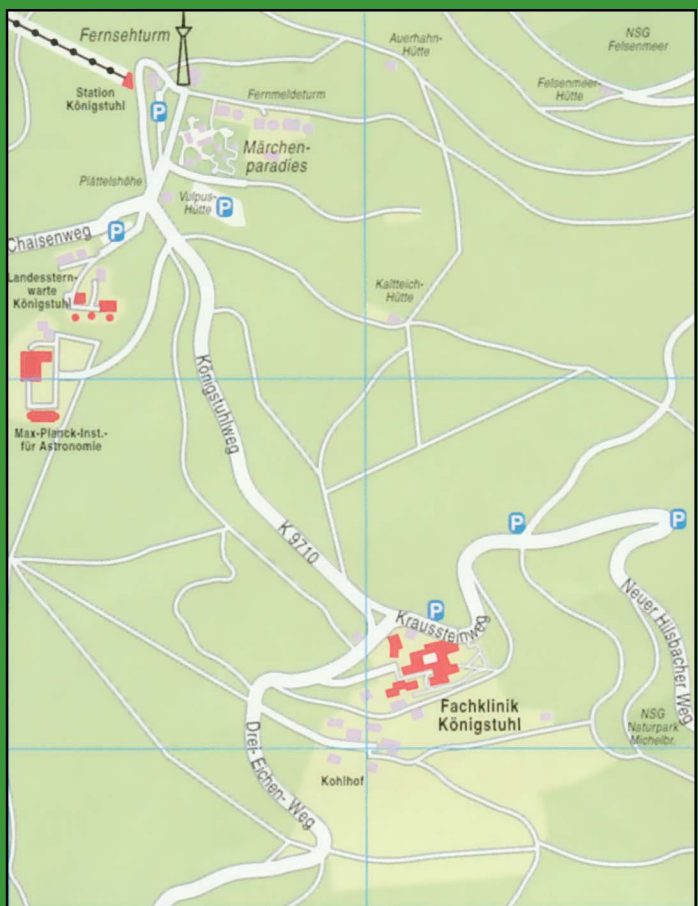 Fernsehturm
Auerhahn-
Hütte
NSG
Felsenmeer
Station
Königstuhl
P
Fernmeldeturm
Felsenmeer-
Hütte
Märchen-
paradies
Plättelshöhe
Vulpus-
Hütte
P
P
Chaisenweg
Landesstern-
warte
Königstuhl
Kaltteich-
Hütte
Königstuhlweg
Max-Planck-Inst.-
für Astronomie
K 9710
P
P
P
Kraussteinweg
Neuer Hilsbacher Weg
Fachklinik
Königstuhl
NSG
Naturpark
Michelbr.
Drei- Eichen- Weg
Kohlhof